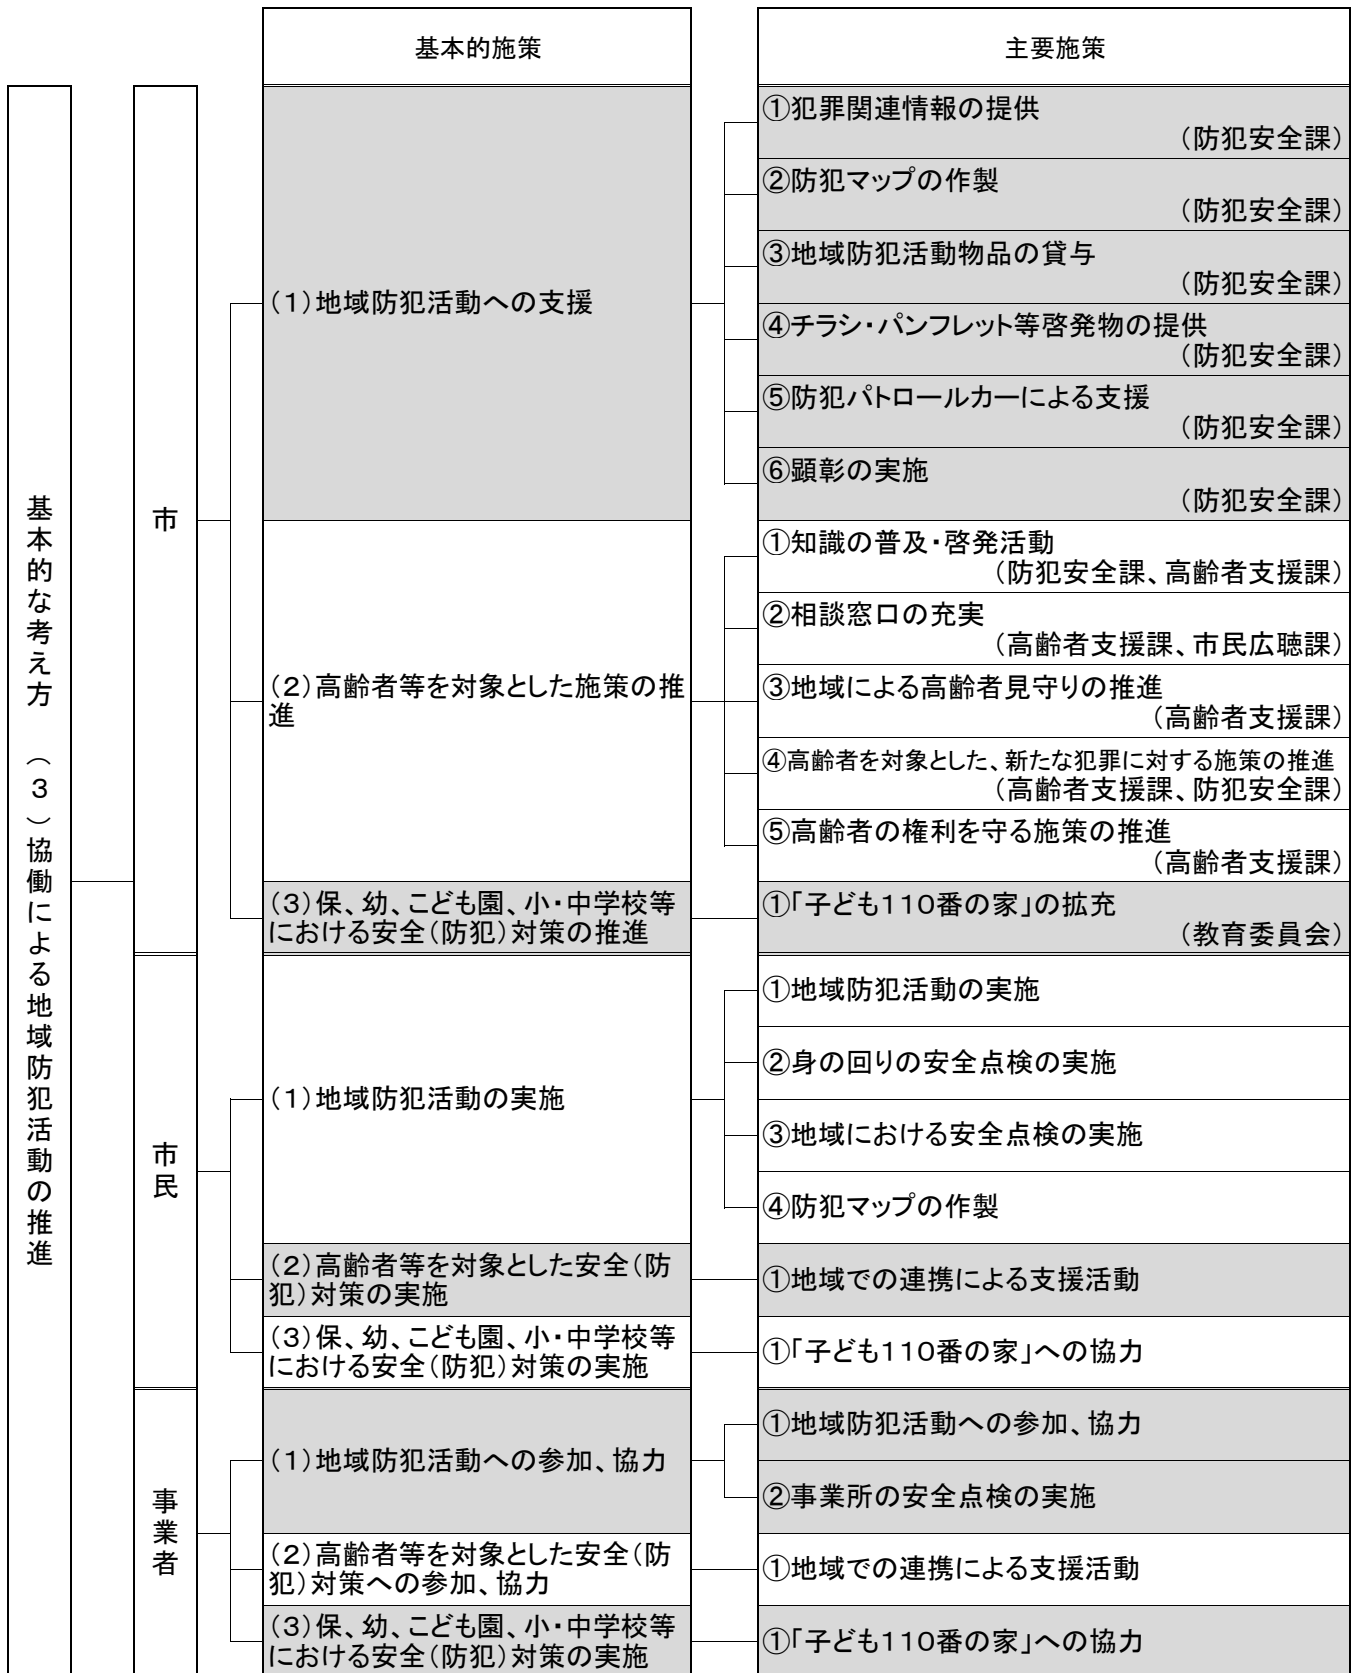 基本的施策
主要施策
基本的な考え方 (3)協働による地域防犯活動の推進
市
(1)地域防犯活動への支援
①犯罪関連情報の提供
(防犯安全課)
②防犯マップの作製
(防犯安全課)
③地域防犯活動物品の貸与
(防犯安全課)
④チラシ・パンフレット等啓発物の提供
(防犯安全課)
⑤防犯パトロールカーによる支援
(防犯安全課)
⑥顕彰の実施
(防犯安全課)
(2)高齢者等を対象とした施策の推
進
①知識の普及・啓発活動
(防犯安全課、高齢者支援課)
②相談窓口の充実
(高齢者支援課、市民広聴課)
③地域による高齢者見守りの推進
(高齢者支援課)
④高齢者を対象とした、新たな犯罪に対する施策の推進
(高齢者支援課、防犯安全課)
⑤高齢者の権利を守る施策の推進
(高齢者支援課)
(3)保、幼、こども園、小・中学校等
における安全(防犯)対策の推進
①「子ども110番の家」の拡充
(教育委員会)
市民
(1)地域防犯活動の実施
①地域防犯活動の実施
②身の回りの安全点検の実施
③地域における安全点検の実施
④防犯マップの作製
(2)高齢者等を対象とした安全(防
犯)対策の実施
①地域での連携による支援活動
(3)保、幼、こども園、小・中学校等
における安全(防犯)対策の実施
①「子ども110番の家」への協力
事業者
(1)地域防犯活動への参加、協力
①地域防犯活動への参加、協力
②事業所の安全点検の実施
(2)高齢者等を対象とした安全(防
犯)対策への参加、協力
①地域での連携による支援活動
(3)保、幼、こども園、小・中学校等
における安全(防犯)対策の実施
①「子ども110番の家」への協力